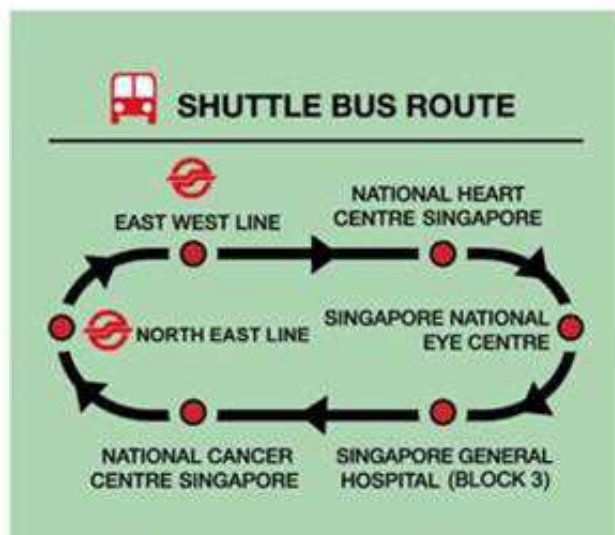 SHUTTLE BUS ROUTE
EAST WEST LINE
NATIONAL HEART
CENTRE SINGAPORE
NORTH EAST LINE
SINGAPORE NATIONAL
EYE CENTRE
NATIONAL CANCER
CENTRE SINGAPORE
SINGAPORE GENERAL
HOSPITAL (BLOCK 3)